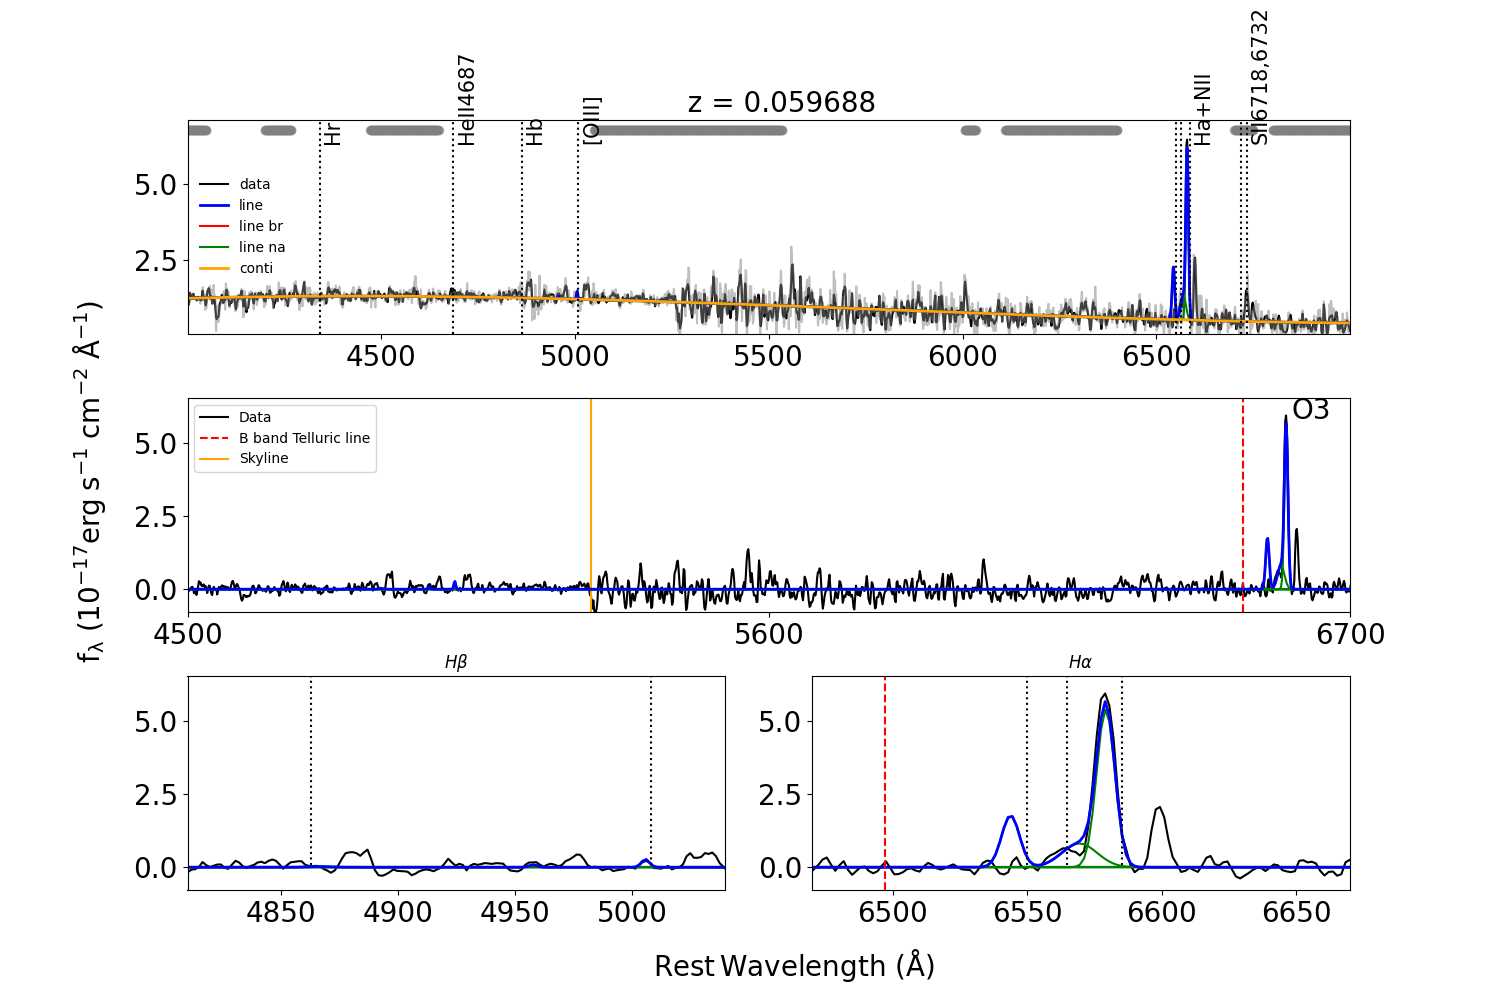 z = 0.059688
Hr
HeII4687
Hb
[OIII]
Ha+NII
SII6718,6732
5.0
2.5
data
line
line br
line na
conti
4500 5000 5500 6000 6500
f_λ (10^{-17}erg s^{-1} cm^{-2} Å^{-1})
5.0
2.5
0.0
Data
B band Telluric line
Skyline
O3
4500 5600 6700
Hβ
5.0
2.5
0.0
4850 4900 4950 5000
Hα
5.0
2.5
0.0
6500 6550 6600 6650
Rest Wavelength (Å)